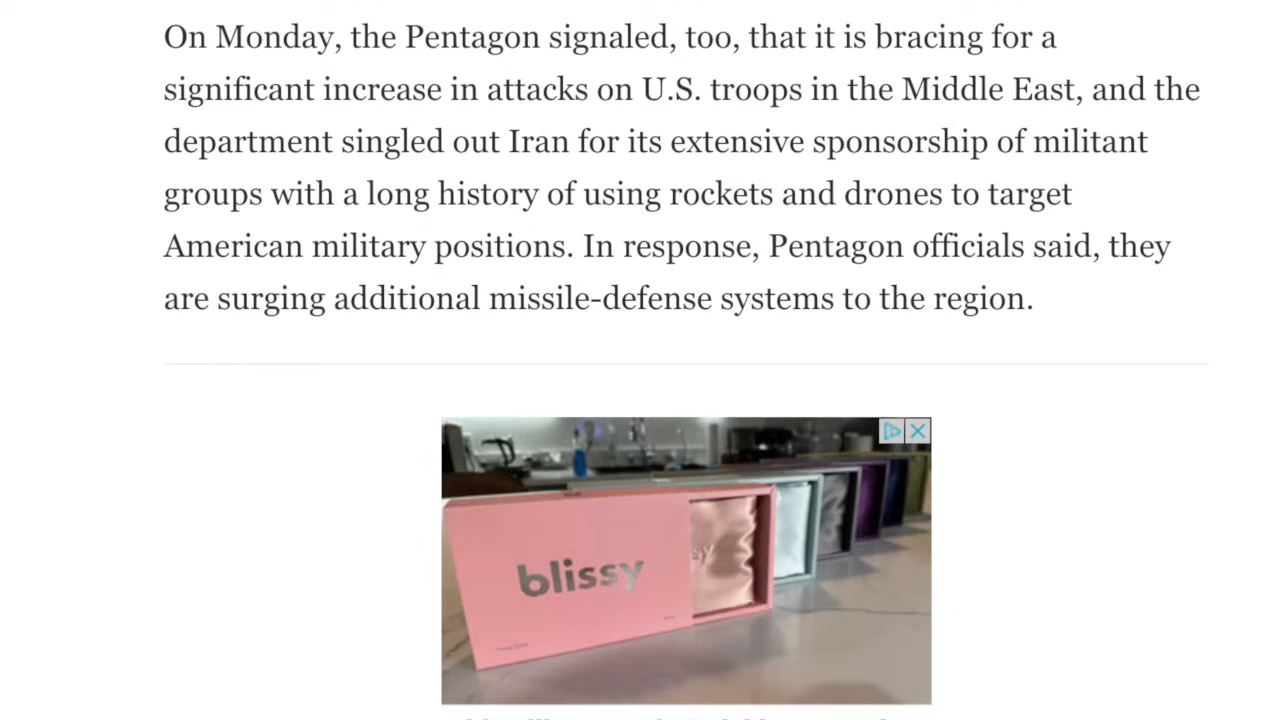 On Monday, the Pentagon signaled, too, that it is bracing for a
significant increase in attacks on U.S. troops in the Middle East, and the
department singled out Iran for its extensive sponsorship of militant
groups with a long history of using rockets and drones to target
American military positions. In response, Pentagon officials said, they
are surging additional missile-defense systems to the region.
blissy